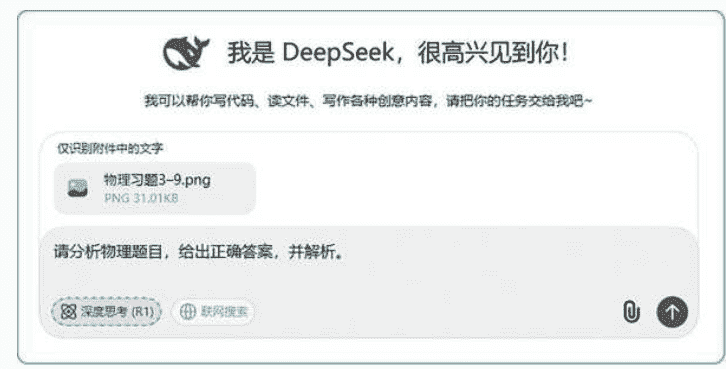 我是 DeepSeek，很高兴见到你！
我可以帮你写代码、读文件、写作各种创意内容，请把你的任务交给我吧~
仅识别附件中的文字
物理习题3-9.png
PNG 31.01KB
请分析物理题目，给出正确答案，并解析。
深度思考 (R1) 联网搜索